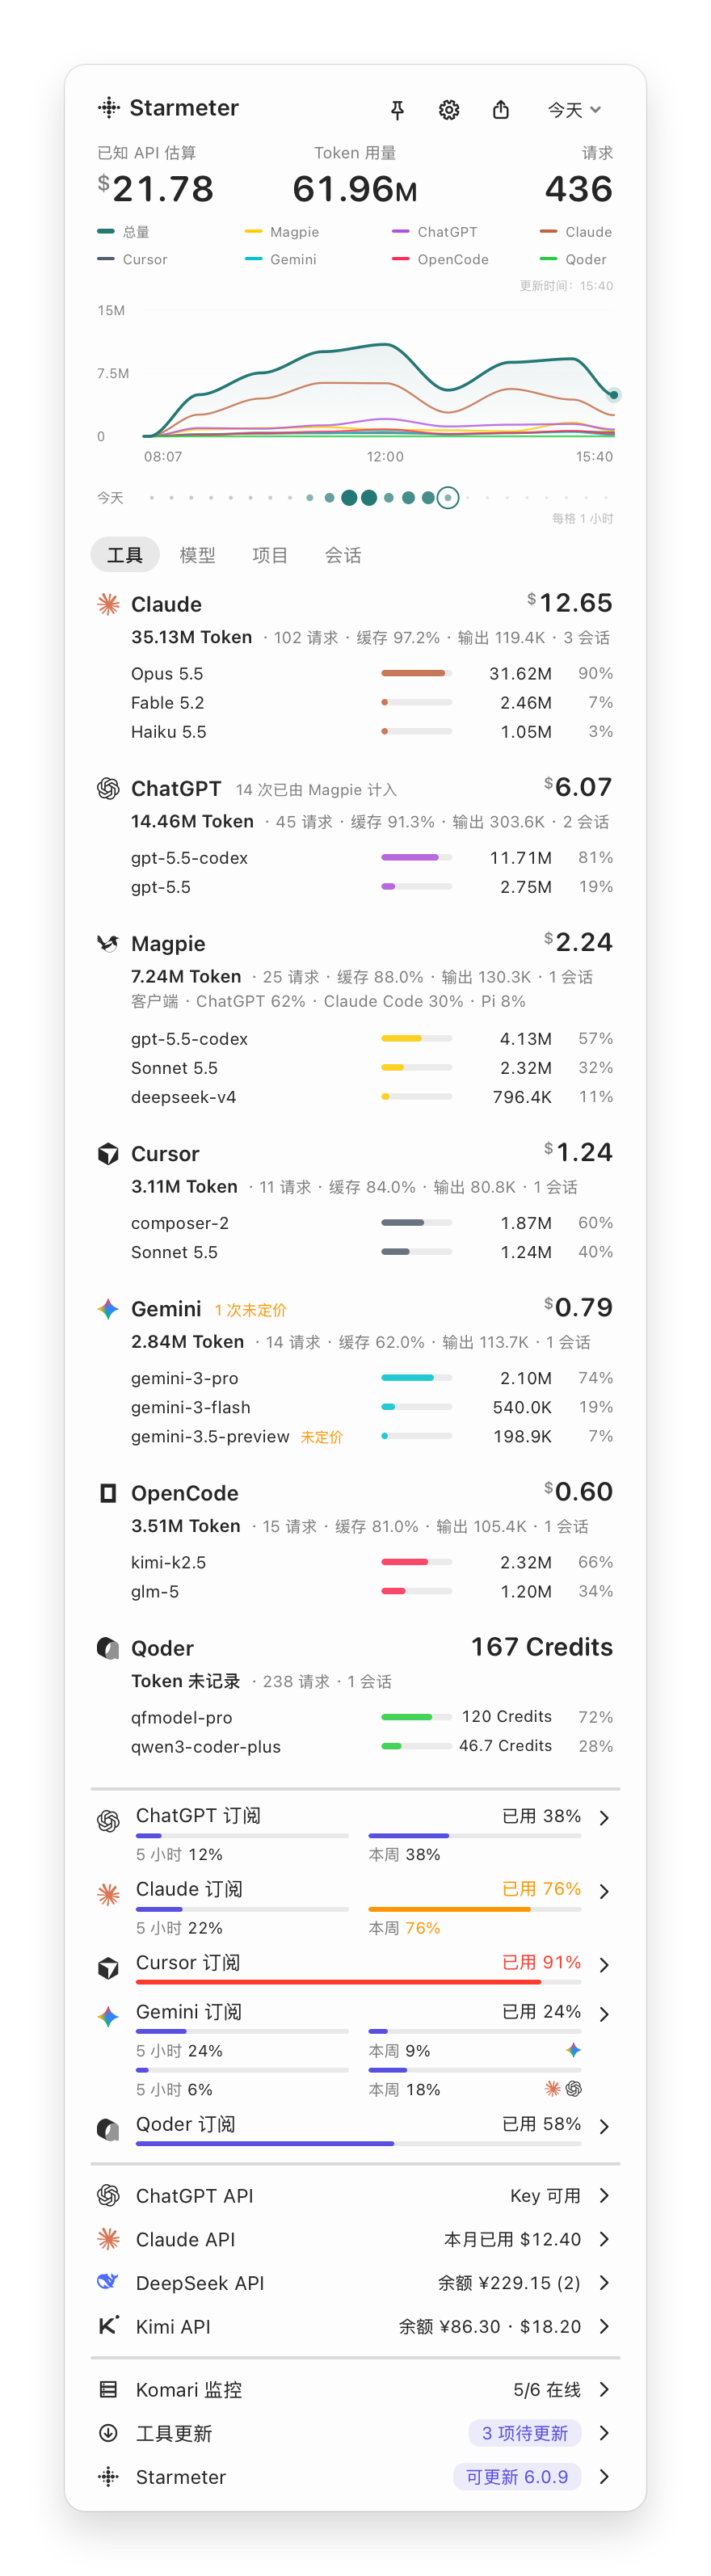 Starmeter
今天
已知 API 估算 Token 用量 请求
$21.78 61.96M 436
总量 Magpie ChatGPT Claude
Cursor Gemini OpenCode Qoder
更新时间：15:40
15M
7.5M
0
08:07 12:00 15:40
今天
每格 1 小时
工具 模型 项目 会话
Claude $12.65
35.13M Token · 102 请求 · 缓存 97.2% · 输出 119.4K · 3 会话
Opus 5.5 31.62M 90%
Fable 5.2 2.46M 7%
Haiku 5.5 1.05M 3%
ChatGPT 14 次已由 Magpie 计入 $6.07
14.46M Token · 45 请求 · 缓存 91.3% · 输出 303.6K · 2 会话
gpt-5.5-codex 11.71M 81%
gpt-5.5 2.75M 19%
Magpie $2.24
7.24M Token · 25 请求 · 缓存 88.0% · 输出 130.3K · 1 会话
客户端 · ChatGPT 62% · Claude Code 30% · Pi 8%
gpt-5.5-codex 4.13M 57%
Sonnet 5.5 2.32M 32%
deepseek-v4 796.4K 11%
Cursor $1.24
3.11M Token · 11 请求 · 缓存 84.0% · 输出 80.8K · 1 会话
composer-2 1.87M 60%
Sonnet 5.5 1.24M 40%
Gemini 1 次未定价 $0.79
2.84M Token · 14 请求 · 缓存 62.0% · 输出 113.7K · 1 会话
gemini-3-pro 2.10M 74%
gemini-3-flash 540.0K 19%
gemini-3.5-preview 未定价 198.9K 7%
OpenCode $0.60
3.51M Token · 15 请求 · 缓存 81.0% · 输出 105.4K · 1 会话
kimi-k2.5 2.32M 66%
glm-5 1.20M 34%
Qoder 167 Credits
Token 未记录 · 238 请求 · 1 会话
qfmodel-pro 120 Credits 72%
qwen3-coder-plus 46.7 Credits 28%
ChatGPT 订阅 已用 38%
5 小时 12% 本周 38%
Claude 订阅 已用 76%
5 小时 22% 本周 76%
Cursor 订阅 已用 91%
Gemini 订阅 已用 24%
5 小时 24% 本周 9%
5 小时 6% 本周 18%
Qoder 订阅 已用 58%
ChatGPT API Key 可用
Claude API 本月已用 $12.40
DeepSeek API 余额 ¥229.15 (2)
Kimi API 余额 ¥86.30 · $18.20
Komari 监控 5/6 在线
工具更新 3 项待更新
Starmeter 可更新 6.0.9